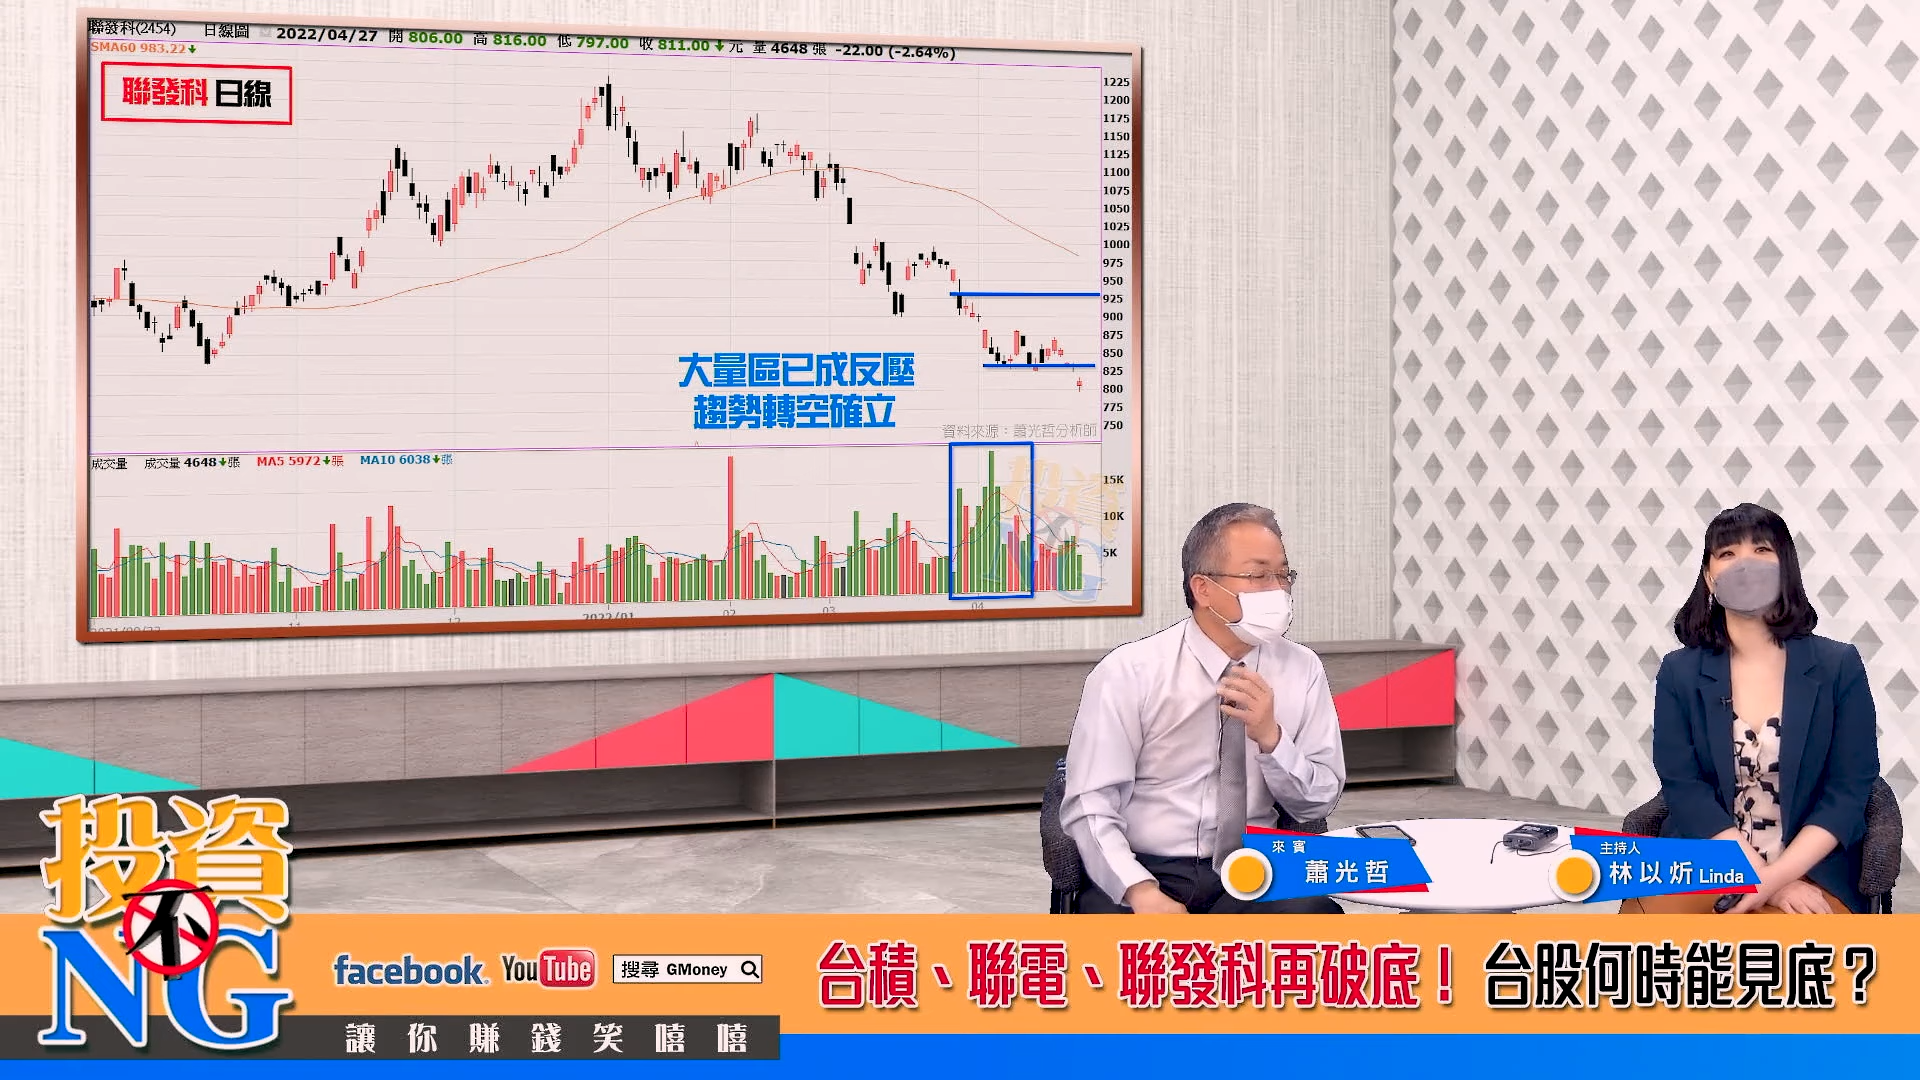 聯發科(2454) 日線圖 2022/04/27 開 806.00 高 816.00 低 797.00 收 811.00 元 量 4648 張 -22.00 (-2.64%)
SMA60 983.22
聯發科 日線
1225
1200
1175
1150
1125
1100
1075
1050
1025
1000
975
950
925
900
875
850
825
800
775
750
大量區已成反壓
趨勢轉空確立
資料來源：蕭光哲分析師
成交量 成交量 4648 張 MA5 5972 張 MA10 6038 張
15K
10K
5K
11 12 2022/01 02 03 04
投資
NG
來賓
蕭光哲
主持人
林以炘 Linda
投資
不
NG
facebook YouTube 搜尋 GMoney
台積、聯電、聯發科再破底！ 台股何時能見底？
讓你賺錢笑嘻嘻